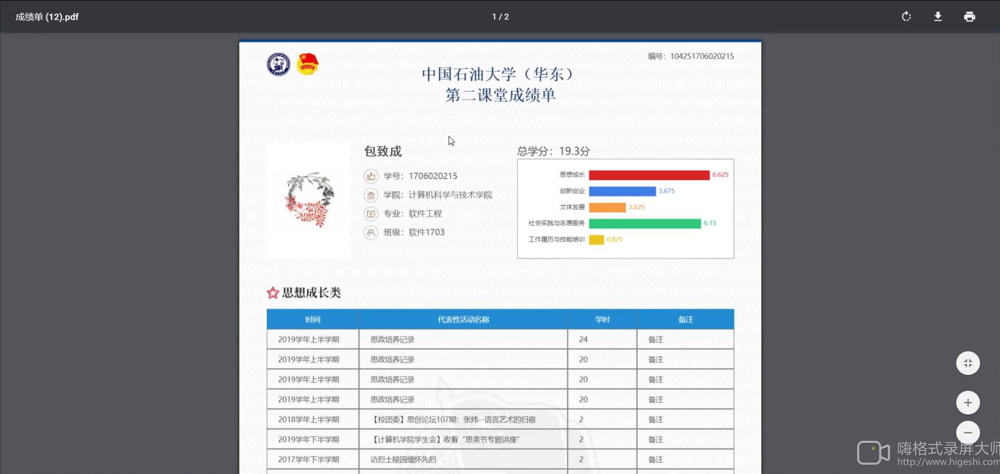 成绩单 (12).pdf
1 / 2
编号：104251706020215
中国石油大学（华东）
第二课堂成绩单
包致成
学号：1706020215
学院：计算机科学与技术学院
专业：软件工程
班级：软件1703
总学分：19.3分
思想成长 6.625
创新创业 3.675
文体发展 2.025
社会实践与志愿服务 6.15
工作履历与技能培训 0.825
思想成长类
时间 代表性活动名称 学时 备注
2019学年上半学期 思政培养记录 24 备注
2019学年上半学期 思政培养记录 20 备注
2019学年上半学期 思政培养记录 20 备注
2019学年上半学期 思政培养记录 20 备注
2018学年上半学期 【校团委】思创论坛107期：张炜--语言艺术的归宿 2 备注
2019学年下半学期 【计算机学院学生会】收看“思美节专题讲座” 2 备注
2017学年下半学期 访烈士陵园缅怀先烈 2 备注
嗨格式录屏大师
http://www.higeshi.com